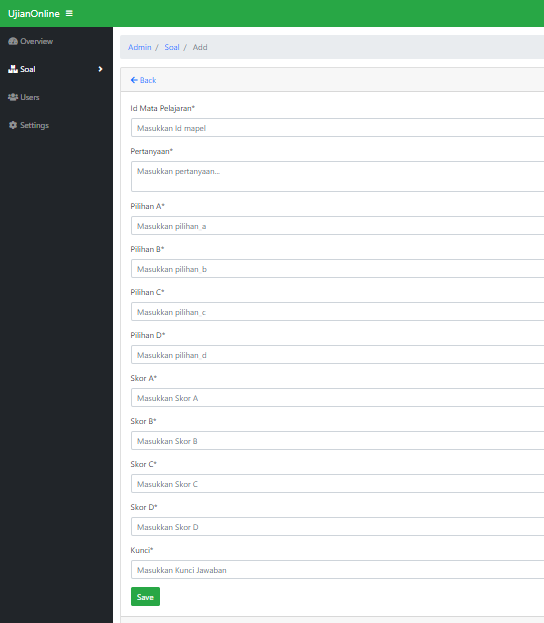 UjianOnline
Overview
Soal
Users
Settings
Admin / Soal / Add
Back
Id Mata Pelajaran*
Masukkan Id mapel
Pertanyaan*
Masukkan pertanyaan...
Pilihan A*
Masukkan pilihan_a
Pilihan B*
Masukkan pilihan_b
Pilihan C*
Masukkan pilihan_c
Pilihan D*
Masukkan pilihan_d
Skor A*
Masukkan Skor A
Skor B*
Masukkan Skor B
Skor C*
Masukkan Skor C
Skor D*
Masukkan Skor D
Kunci*
Masukkan Kunci Jawaban
Save